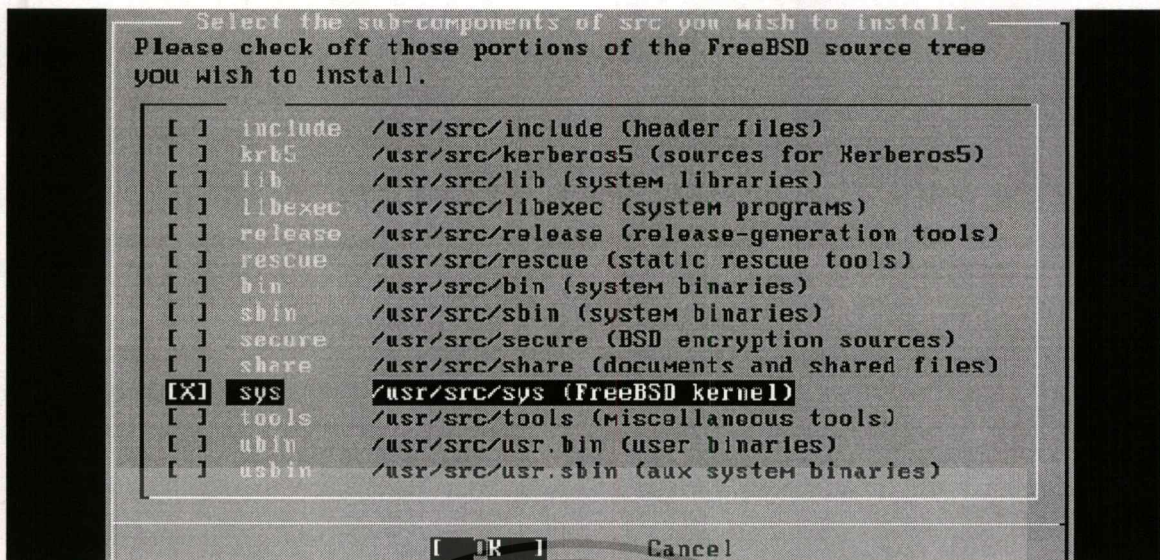 Select the sub-components of src you wish to install.
Please check off those portions of the FreeBSD source tree
you wish to install.
[ ] include /usr/src/include (header files)
[ ] krb5 /usr/src/kerberos5 (sources for Kerberos5)
[ ] lib /usr/src/lib (system libraries)
[ ] libexec /usr/src/libexec (system programs)
[ ] release /usr/src/release (release-generation tools)
[ ] rescue /usr/src/rescue (static rescue tools)
[ ] bin /usr/src/bin (system binaries)
[ ] sbin /usr/src/sbin (system binaries)
[ ] secure /usr/src/secure (BSD encryption sources)
[ ] share /usr/src/share (documents and shared files)
[X] sys /usr/src/sys (FreeBSD kernel)
[ ] tools /usr/src/tools (miscellaneous tools)
[ ] ubin /usr/src/usr.bin (user binaries)
[ ] usbin /usr/src/usr.sbin (aux system binaries)
[ OK ] Cancel